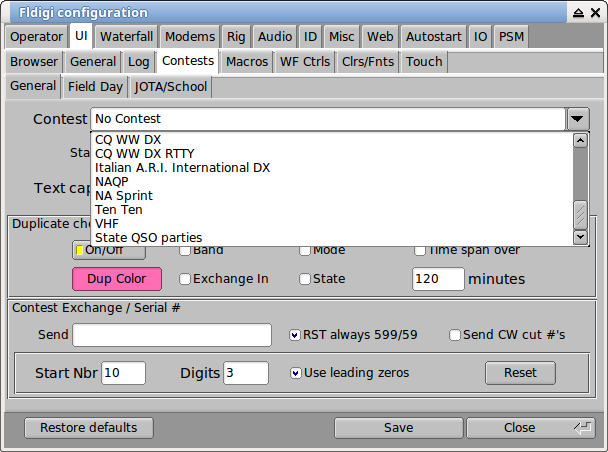 Fldigi configuration
Operator UI Waterfall Modems Rig Audio ID Misc Web Autostart IO PSM
Browser General Log Contests Macros WF Ctrls Clrs/Fnts Touch
General Field Day JOTA/School
Contest No Contest
CQ WW DX
Sta CQ WW DX RTTY
Italian A.R.I. International DX
Text cap NAQP
NA Sprint
Ten Ten
Duplicate che VHF
State QSO parties
On/Off Band Mode Time span over
Dup Color Exchange In State 120 minutes
Contest Exchange / Serial #
Send RST always 599/59 Send CW cut #'s
Start Nbr 10 Digits 3 Use leading zeros Reset
Restore defaults Save Close